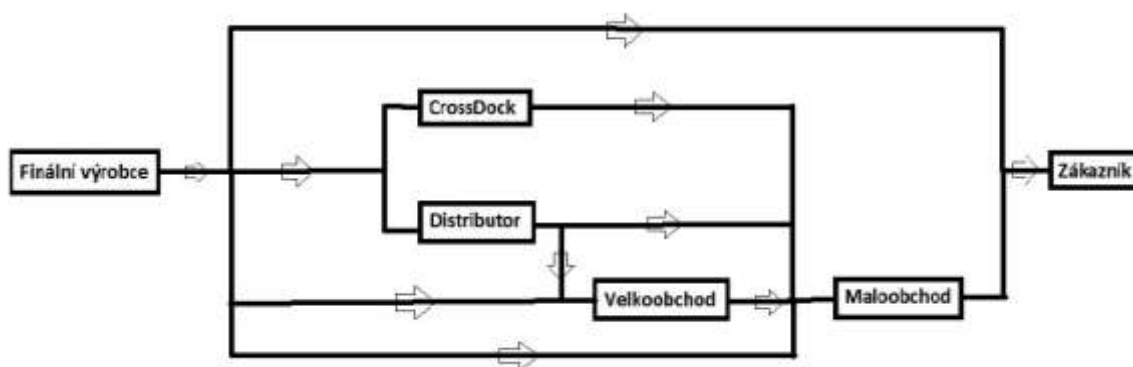 CrossDock
Finální výrobce
Zákazník
Distributor
Velkoobchod
Maloobchod